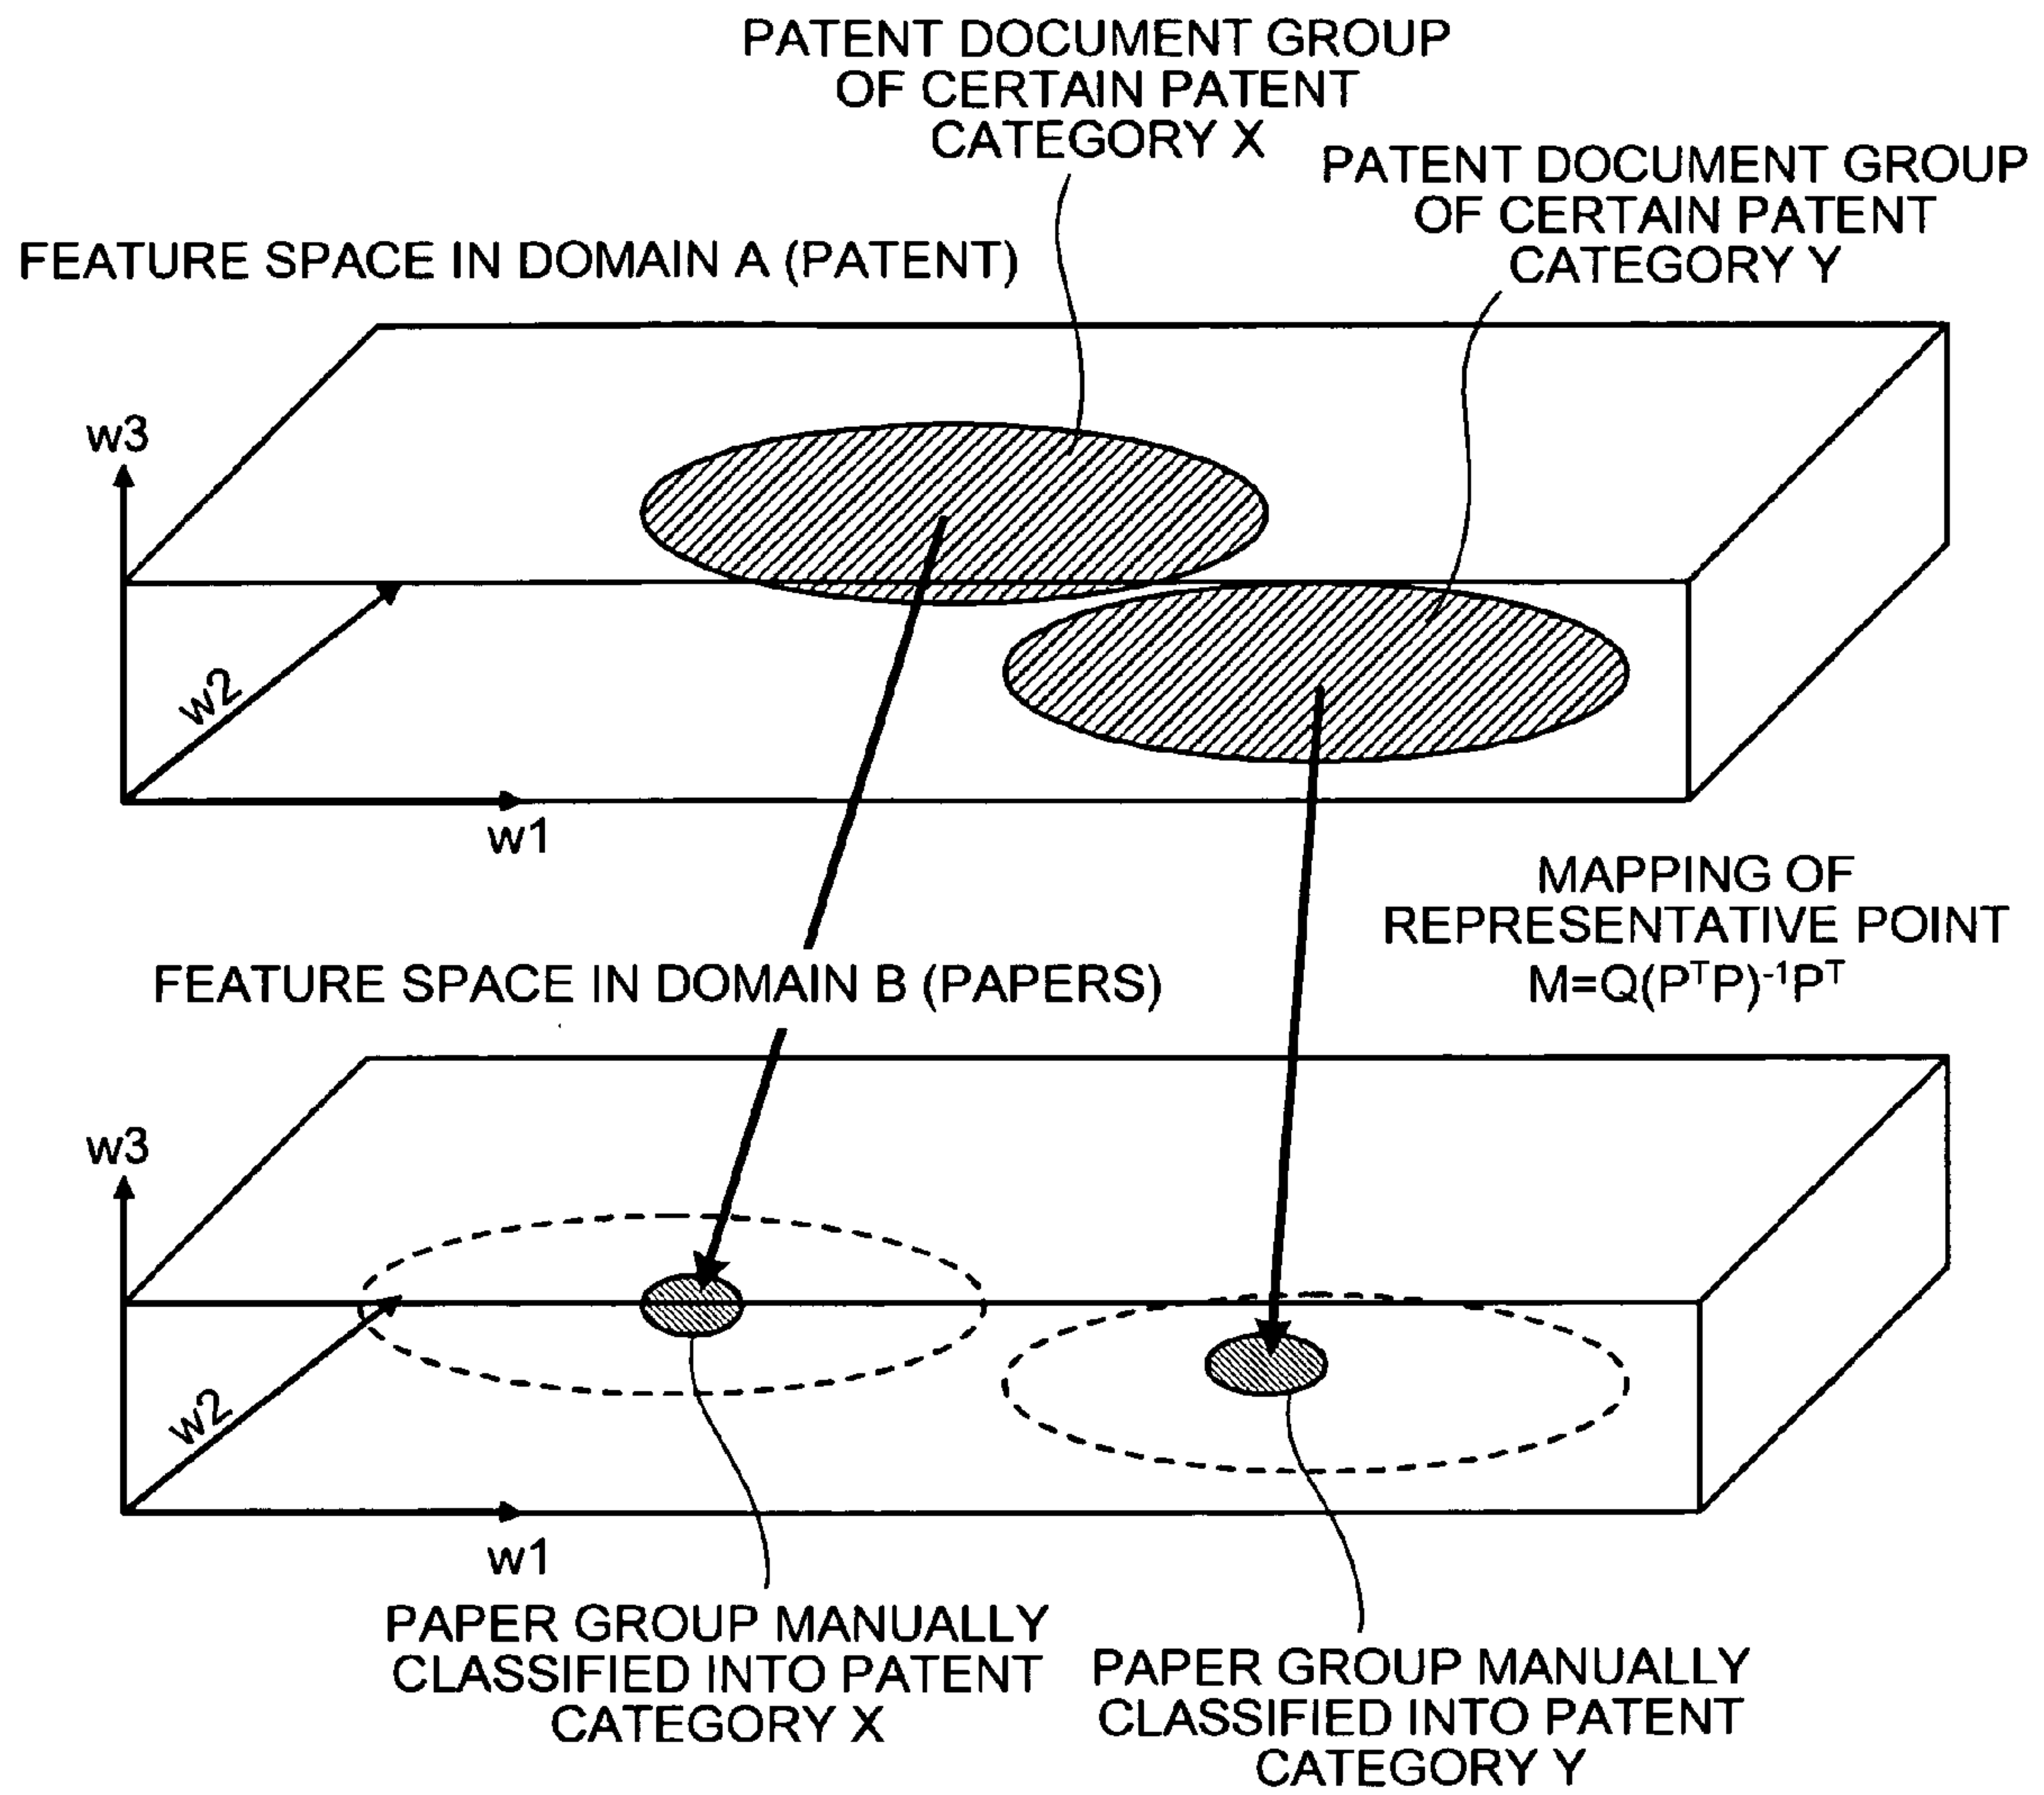 PATENT DOCUMENT GROUP
OF CERTAIN PATENT
CATEGORY X
PATENT DOCUMENT GROUP
OF CERTAIN PATENT
CATEGORY Y
FEATURE SPACE IN DOMAIN A (PATENT)
w3
w2
w1
MAPPING OF
REPRESENTATIVE POINT
M=Q(PᵀP)⁻¹Pᵀ
FEATURE SPACE IN DOMAIN B (PAPERS)
w3
w2
w1
PAPER GROUP MANUALLY
CLASSIFIED INTO PATENT
CATEGORY X
PAPER GROUP MANUALLY
CLASSIFIED INTO PATENT
CATEGORY Y